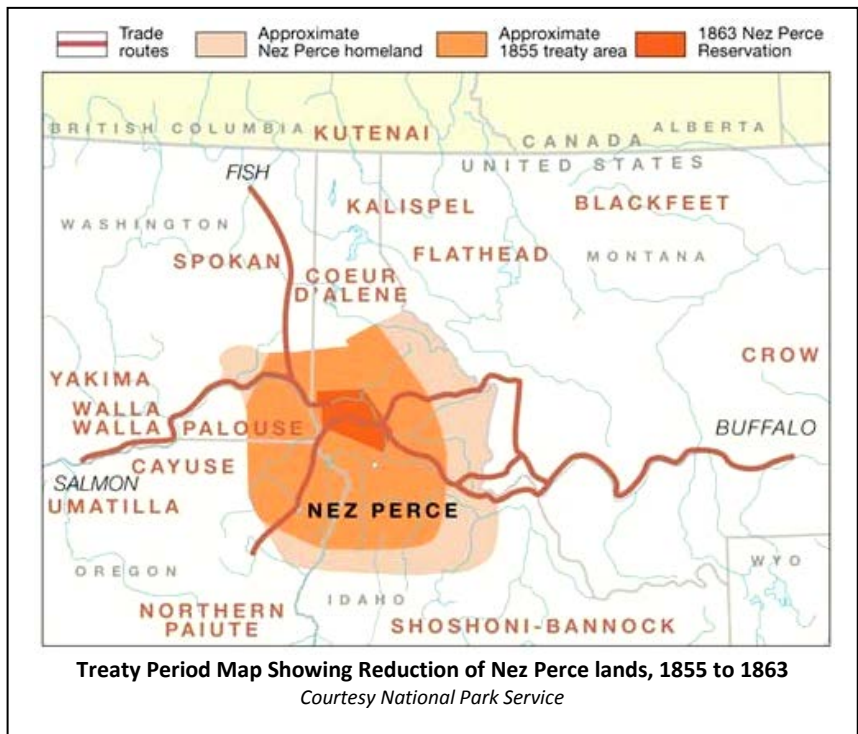 Trade routes
Approximate Nez Perce homeland
Approximate 1855 treaty area
1863 Nez Perce Reservation
BRITISH COLUMBIA
KUTENAI
CANADA
ALBERTA
UNITED STATES
FISH
KALISPEL
BLACKFEET
WASHINGTON
SPOKAN
FLATHEAD
MONTANA
COEUR
D'ALENE
CROW
YAKIMA
WALLA
WALLA
PALOUSE
BUFFALO
CAYUSE
SALMON
UMATILLA
NEZ PERCE
OREGON
WYO
IDAHO
NORTHERN
PAIUTE
SHOSHONI-BANNOCK
Treaty Period Map Showing Reduction of Nez Perce lands, 1855 to 1863
Courtesy National Park Service